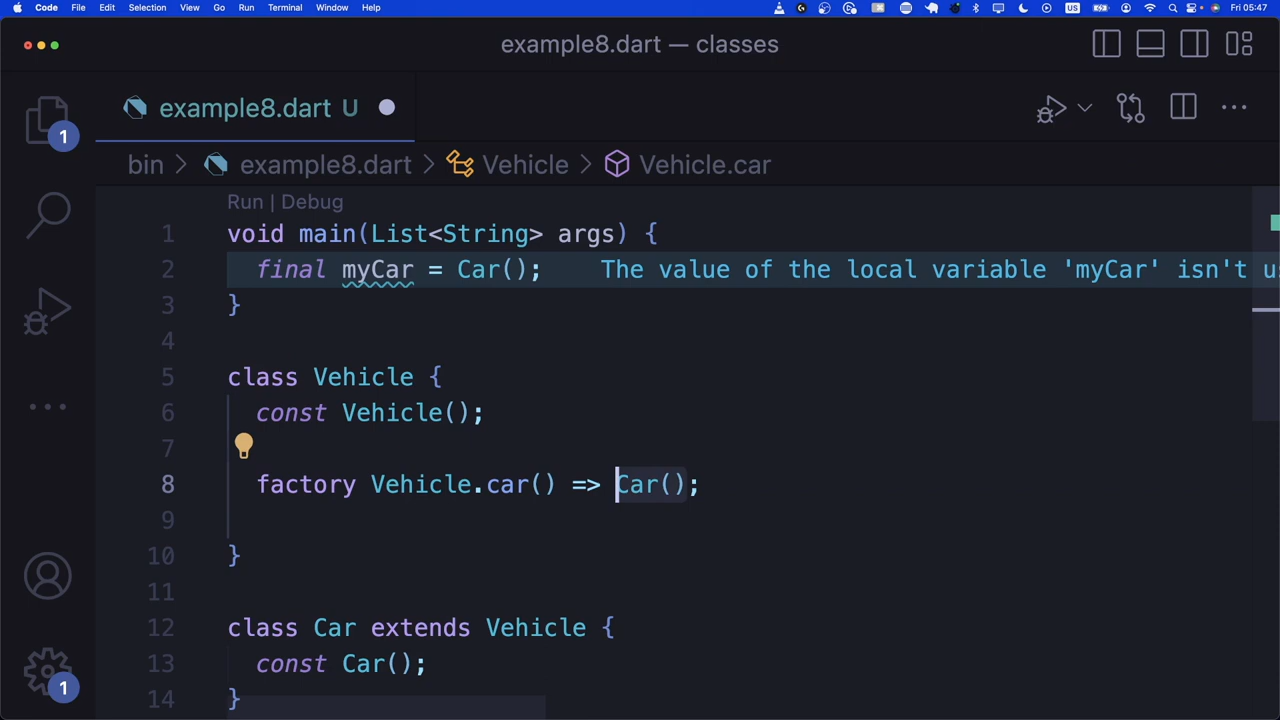 Code File Edit Selection View Go Run Terminal Window Help US Fri 05:47
example8.dart — classes
example8.dart U
1
bin > example8.dart > Vehicle > Vehicle.car
Run | Debug
1 void main(List<String> args) {
2 final myCar = Car(); The value of the local variable 'myCar' isn't
3 }
4
5 class Vehicle {
6 const Vehicle();
7
8 factory Vehicle.car() => Car();
9
10 }
11
12 class Car extends Vehicle {
13 const Car();
14 }
1